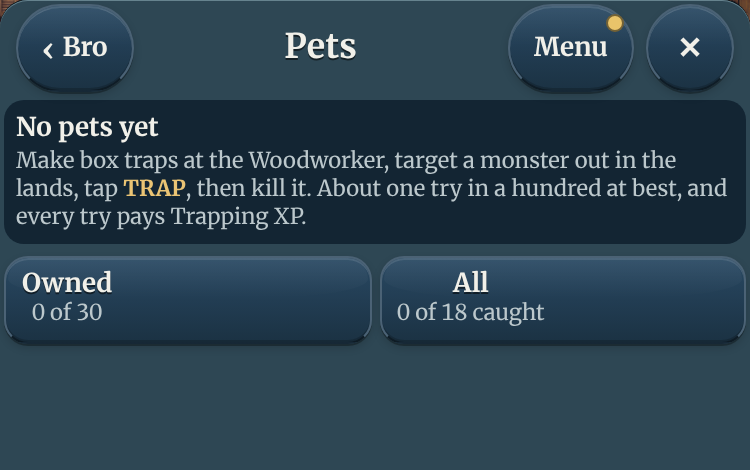 ‹ Bro
Pets
Menu
✕
No pets yet
Make box traps at the Woodworker, target a monster out in the
lands, tap TRAP, then kill it. About one try in a hundred at best, and
every try pays Trapping XP.
Owned
0 of 30
All
0 of 18 caught